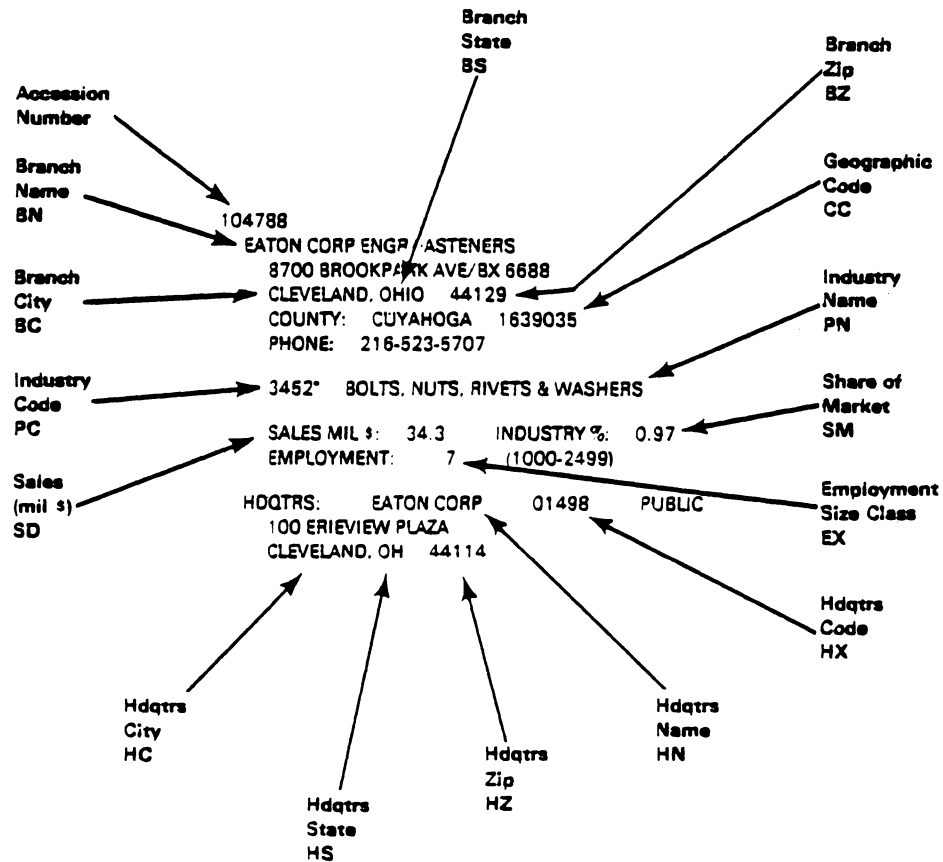 Branch
State
BS
Branch
Zip
BZ
Accession
Number
Branch
Name
BN
Geographic
Code
CC
104788
EATON CORP ENGR ASTENERS
8700 BROOKPARK AVE/BX 6688
Branch
City
BC
CLEVELAND, OHIO 44129
COUNTY: CUYAHOGA 1639035
PHONE: 216-523-5707
Industry
Name
PN
Industry
Code
PC
3452* BOLTS, NUTS, RIVETS & WASHERS
Share of
Market
SM
SALES MIL $: 34.3 INDUSTRY %: 0.97
EMPLOYMENT: 7 (1000-2499)
Sales
(mil $)
SD
Employment
Size Class
EX
HDQTRS: EATON CORP 01498 PUBLIC
100 ERIEVIEW PLAZA
CLEVELAND, OH 44114
Hdqtrs
Code
HX
Hdqtrs
City
HC
Hdqtrs
State
HS
Hdqtrs
Zip
HZ
Hdqtrs
Name
HN